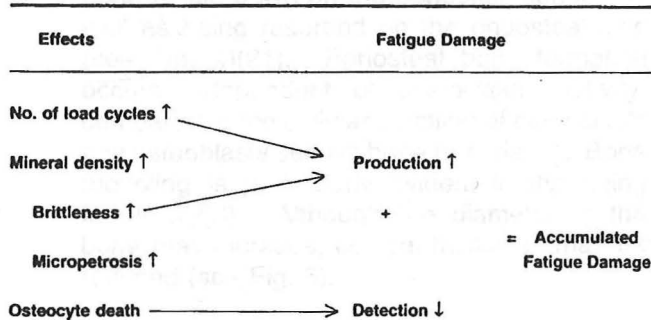 Effects Fatigue Damage
No. of load cycles ↑
Mineral density ↑ Production ↑
Brittleness ↑ +
= Accumulated
Micropetrosis ↑ Fatigue Damage
Osteocyte death Detection ↓